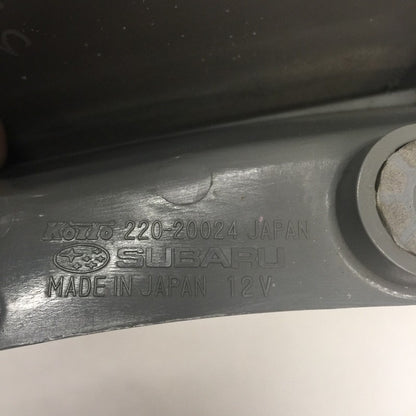 KOITO 220-20024 JAPAN
SUBARU
MADE IN JAPAN 12V